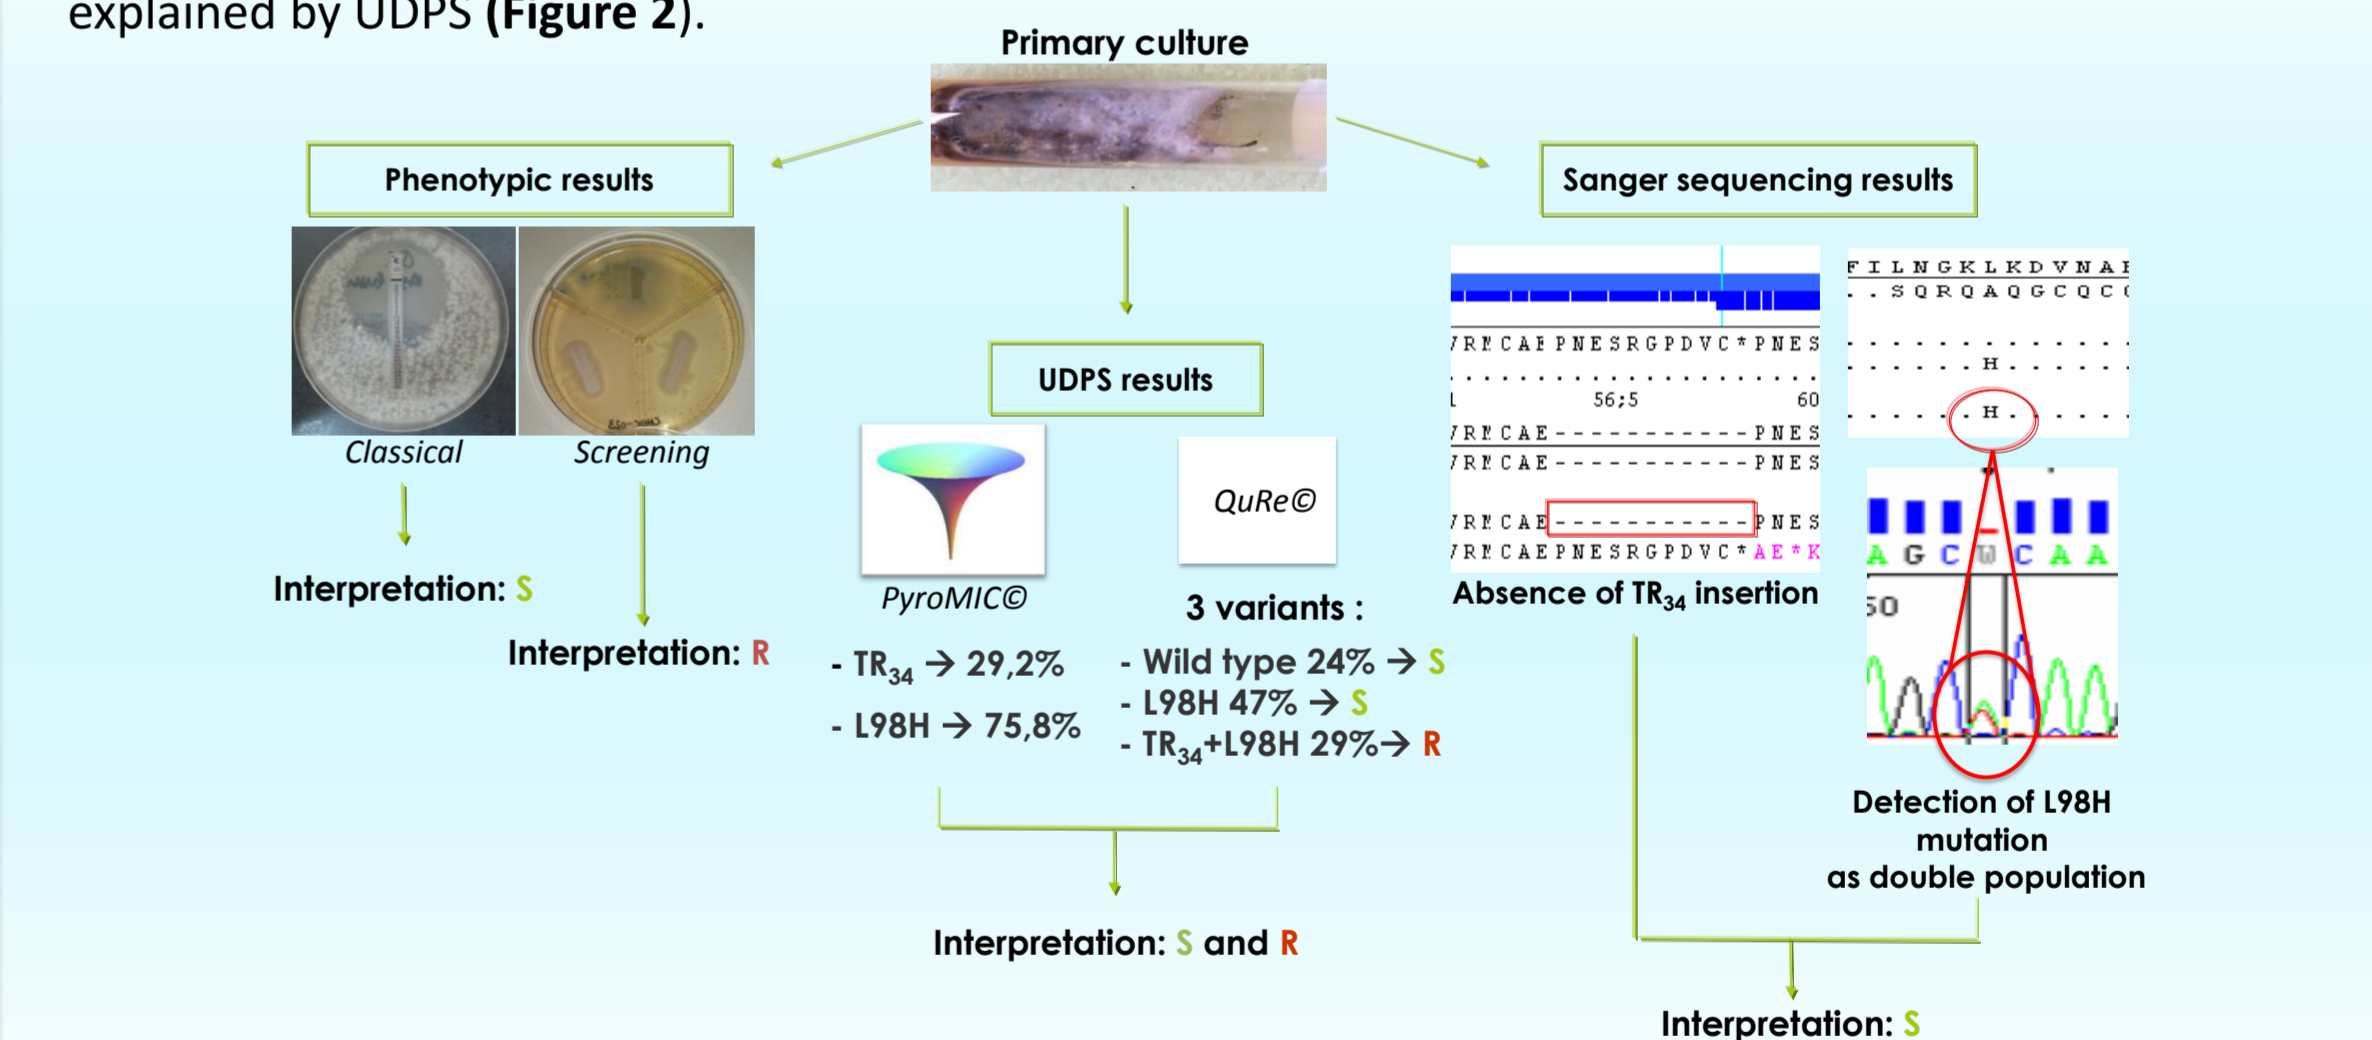 explained by UDPS (Figure 2).
Primary culture
Phenotypic results
Sanger sequencing results
Classical
Screening
Interpretation: S
Interpretation: R
UDPS results
PyroMIC©
QuRe©
- TR34 → 29,2%
- L98H → 75,8%
3 variants :
- Wild type 24% → S
- L98H 47% → S
- TR34+L98H 29%→ R
Interpretation: S and R
C A E P N E S R G P D V C * P N E S
56;5
60
C A E - - - - - - - - - - - P N E S
C A E - - - - - - - - - - - P N E S
C A E - - - - - - - - - - - P N E S
C A E P N E S R G P D V C * A E * K
Absence of TR34 insertion
F I L N G K L K D V N A
. . S Q R Q A Q G C Q C
H
H
A G C W C A A
50
Detection of L98H
mutation
as double population
Interpretation: S